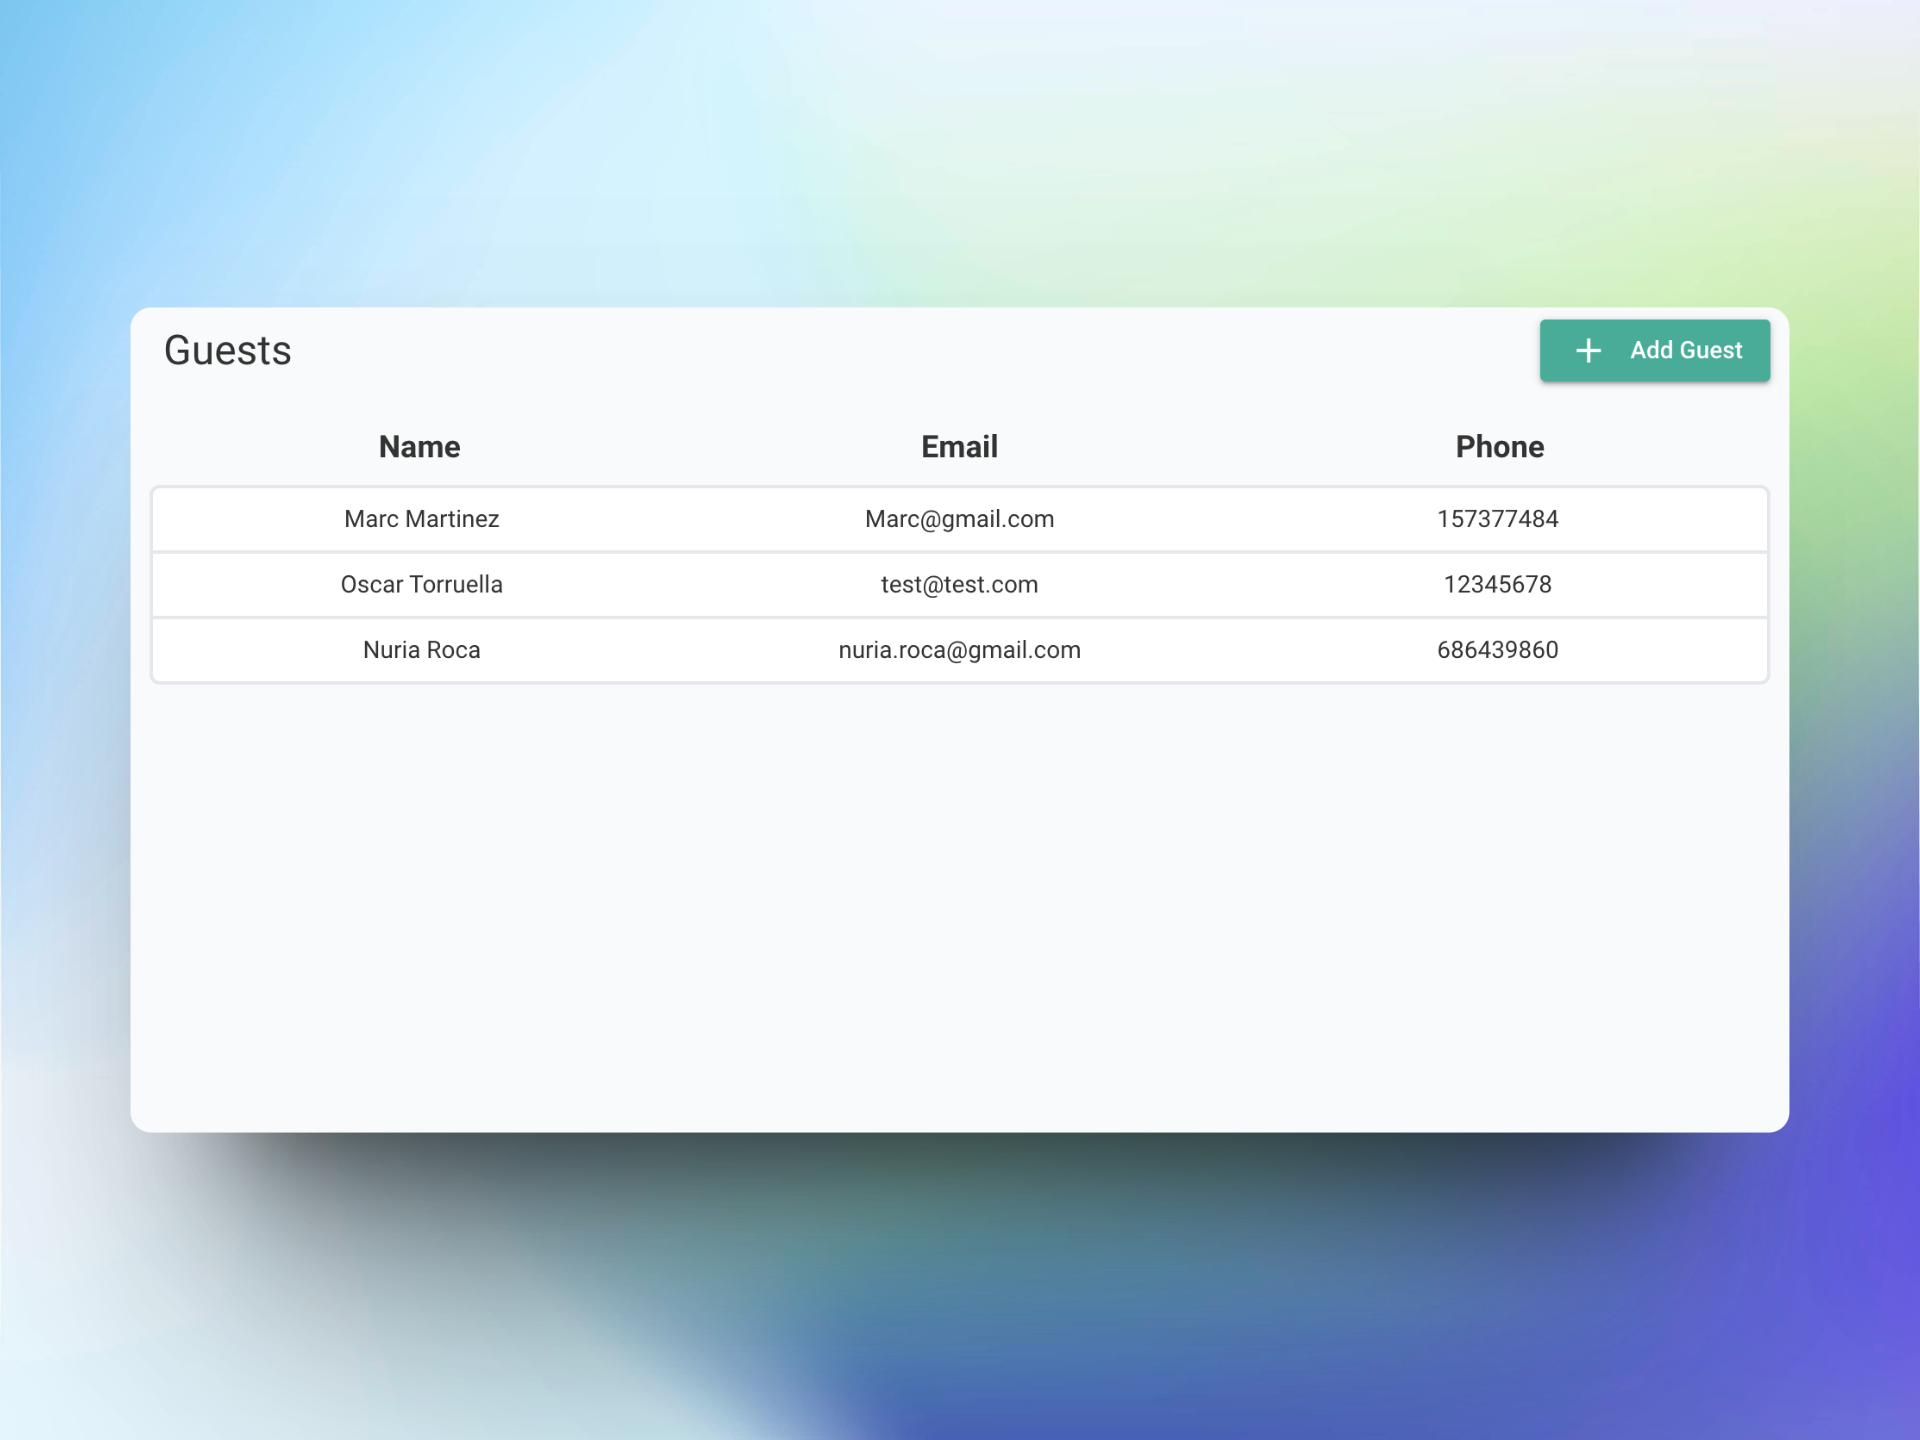 Guests
Add Guest
Name Email Phone
Marc Martinez Marc@gmail.com 157377484
Oscar Torruella test@test.com 12345678
Nuria Roca nuria.roca@gmail.com 686439860